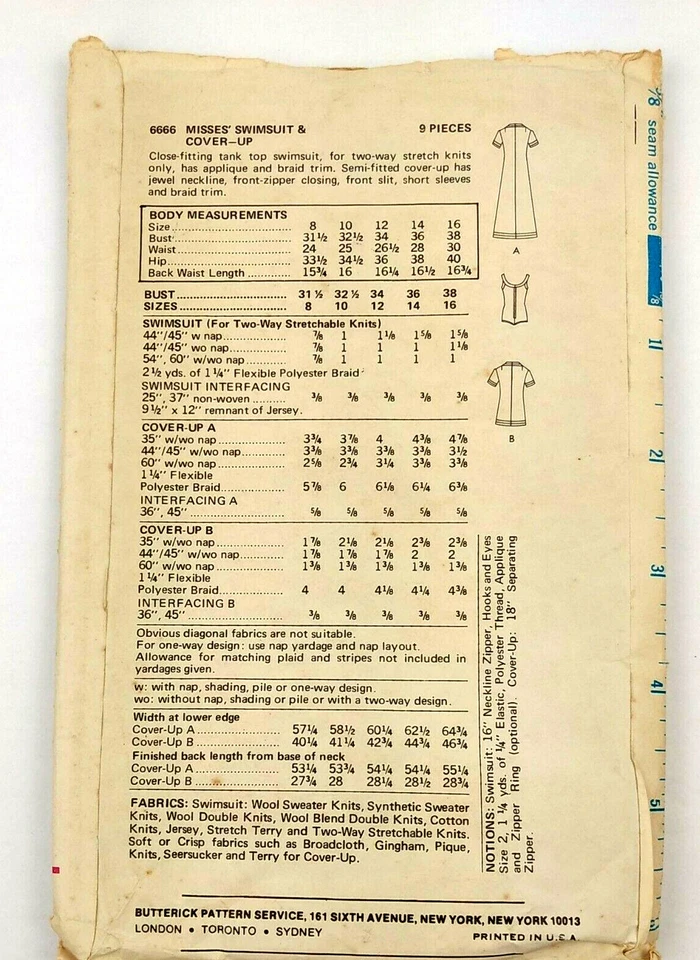 6666 MISSES' SWIMSUIT & 9 PIECES
COVER—UP
Close-fitting tank top swimsuit, for two-way stretch knits
only, has applique and braid trim. Semi-fitted cover-up has
jewel neckline, front-zipper closing, front slit, short sleeves
and braid trim.
BODY MEASUREMENTS
Size 8 10 12 14 16
Bust 31½ 32½ 34 36 38
Waist 24 25 26½ 28 30
Hip 33½ 34½ 36 38 40
Back Waist Length 15¾ 16 16¼ 16½ 16¾
BUST 31 ½ 32 ½ 34 36 38
SIZES 8 10 12 14 16
SWIMSUIT (For Two-Way Stretchable Knits)
44"/45" w nap ⅞ 1 1⅛ 1⅝ 1⅝
44"/45" wo nap ⅞ 1 1 1 1⅛
54", 60" w/wo nap ⅞ 1 1 1 1
2½ yds. of 1¼" Flexible Polyester Braid
SWIMSUIT INTERFACING
25", 37" non-woven ⅜ ⅜ ⅜ ⅜ ⅜
9½" x 12" remnant of Jersey.
COVER-UP A
35" w/wo nap 3¾ 3⅞ 4 4⅜ 4⅞
44"/45" w/wo nap 3⅜ 3⅜ 3⅜ 3⅜ 3½
60" w/wo nap 2⅝ 2¾ 3¼ 3⅜ 3⅜
1¼" Flexible
Polyester Braid 5⅞ 6 6⅛ 6¼ 6⅜
INTERFACING A
36", 45" ⅝ ⅝ ⅝ ⅝ ⅝
COVER-UP B
35" w/wo nap 1⅞ 2⅛ 2⅛ 2⅜ 2⅜
44"/45" w/wo nap 1⅞ 1⅞ 1⅞ 2 2
60" w/wo nap 1⅜ 1⅜ 1⅜ 1⅜ 1⅜
1¼" Flexible
Polyester Braid 4 4 4⅛ 4¼ 4⅜
INTERFACING B
36", 45" ⅜ ⅜ ⅜ ⅜ ⅜
Obvious diagonal fabrics are not suitable.
For one-way design: use nap yardage and nap layout.
Allowance for matching plaid and stripes not included in
yardages given.
w: with nap, shading, pile or one-way design.
wo: without nap, shading or pile or with a two-way design.
Width at lower edge
Cover-Up A 57¼ 58½ 60¼ 62½ 64¾
Cover-Up B 40¼ 41¼ 42¾ 44¾ 46¾
Finished back length from base of neck
Cover-Up A 53¼ 53¾ 54¼ 54¼ 55¼
Cover-Up B 27¾ 28 28¼ 28½ 28¾
FABRICS: Swimsuit: Wool Sweater Knits, Synthetic Sweater
Knits, Wool Double Knits, Wool Blend Double Knits, Cotton
Knits, Jersey, Stretch Terry and Two-Way Stretchable Knits.
Soft or Crisp fabrics such as Broadcloth, Gingham, Pique,
Knits, Seersucker and Terry for Cover-Up.
A
B
NOTIONS: Swimsuit: 16" Neckline Zipper, Hooks and Eyes
Size 2, 1 ¼ yds. of ¼" Elastic, Polyester Thread, Applique
and Zipper Ring (optional). Cover-Up: 18" Separating
Zipper.
⅝ seam allowance
⅝
1
2
3
4
5
BUTTERICK PATTERN SERVICE, 161 SIXTH AVENUE, NEW YORK, NEW YORK 10013
LONDON • TORONTO • SYDNEY
PRINTED IN U.S.A.